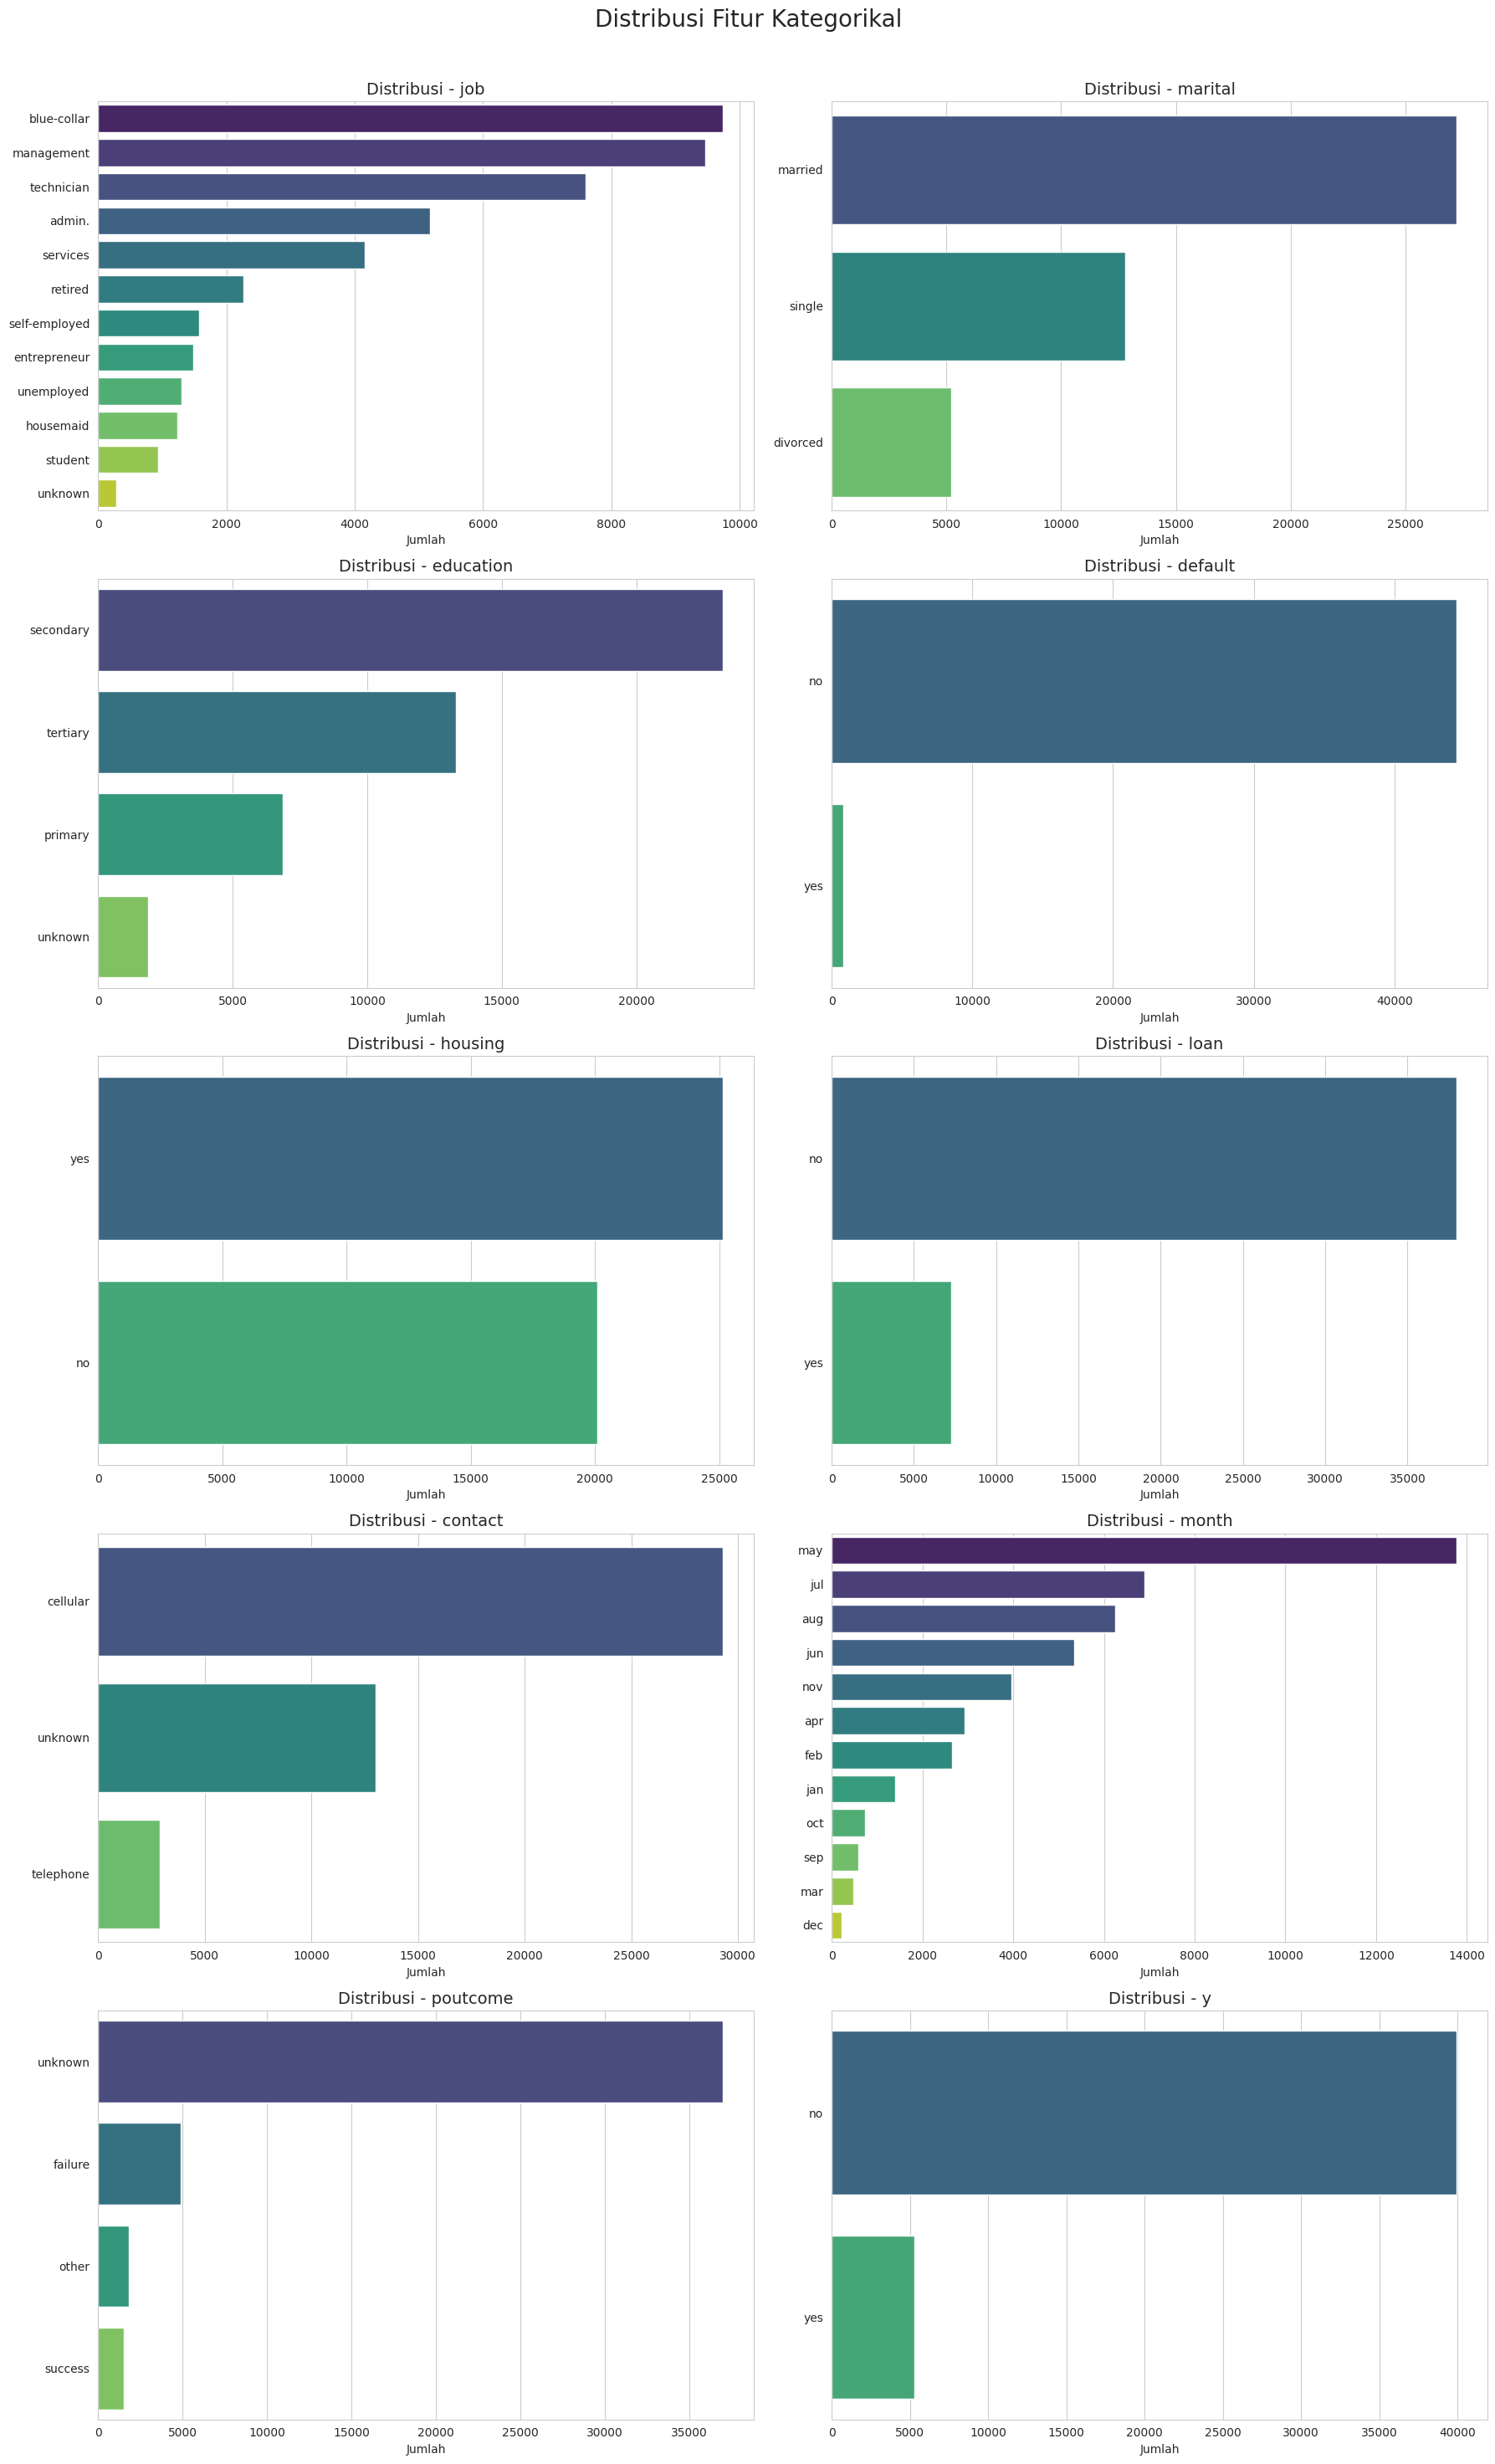 Distribusi Fitur Kategorikal
Distribusi - job
blue-collar
management
technician
admin.
services
retired
self-employed
entrepreneur
unemployed
housemaid
student
unknown
0 2000 4000 6000 8000 10000
Jumlah
Distribusi - marital
married
single
divorced
0 5000 10000 15000 20000 25000
Jumlah
Distribusi - education
secondary
tertiary
primary
unknown
0 5000 10000 15000 20000
Jumlah
Distribusi - default
no
yes
0 10000 20000 30000 40000
Jumlah
Distribusi - housing
yes
no
0 5000 10000 15000 20000 25000
Jumlah
Distribusi - loan
no
yes
0 5000 10000 15000 20000 25000 30000 35000
Jumlah
Distribusi - contact
cellular
unknown
telephone
0 5000 10000 15000 20000 25000 30000
Jumlah
Distribusi - month
may
jul
aug
jun
nov
apr
feb
jan
oct
sep
mar
dec
0 2000 4000 6000 8000 10000 12000 14000
Jumlah
Distribusi - poutcome
unknown
failure
other
success
0 5000 10000 15000 20000 25000 30000 35000
Jumlah
Distribusi - y
no
yes
0 5000 10000 15000 20000 25000 30000 35000 40000
Jumlah